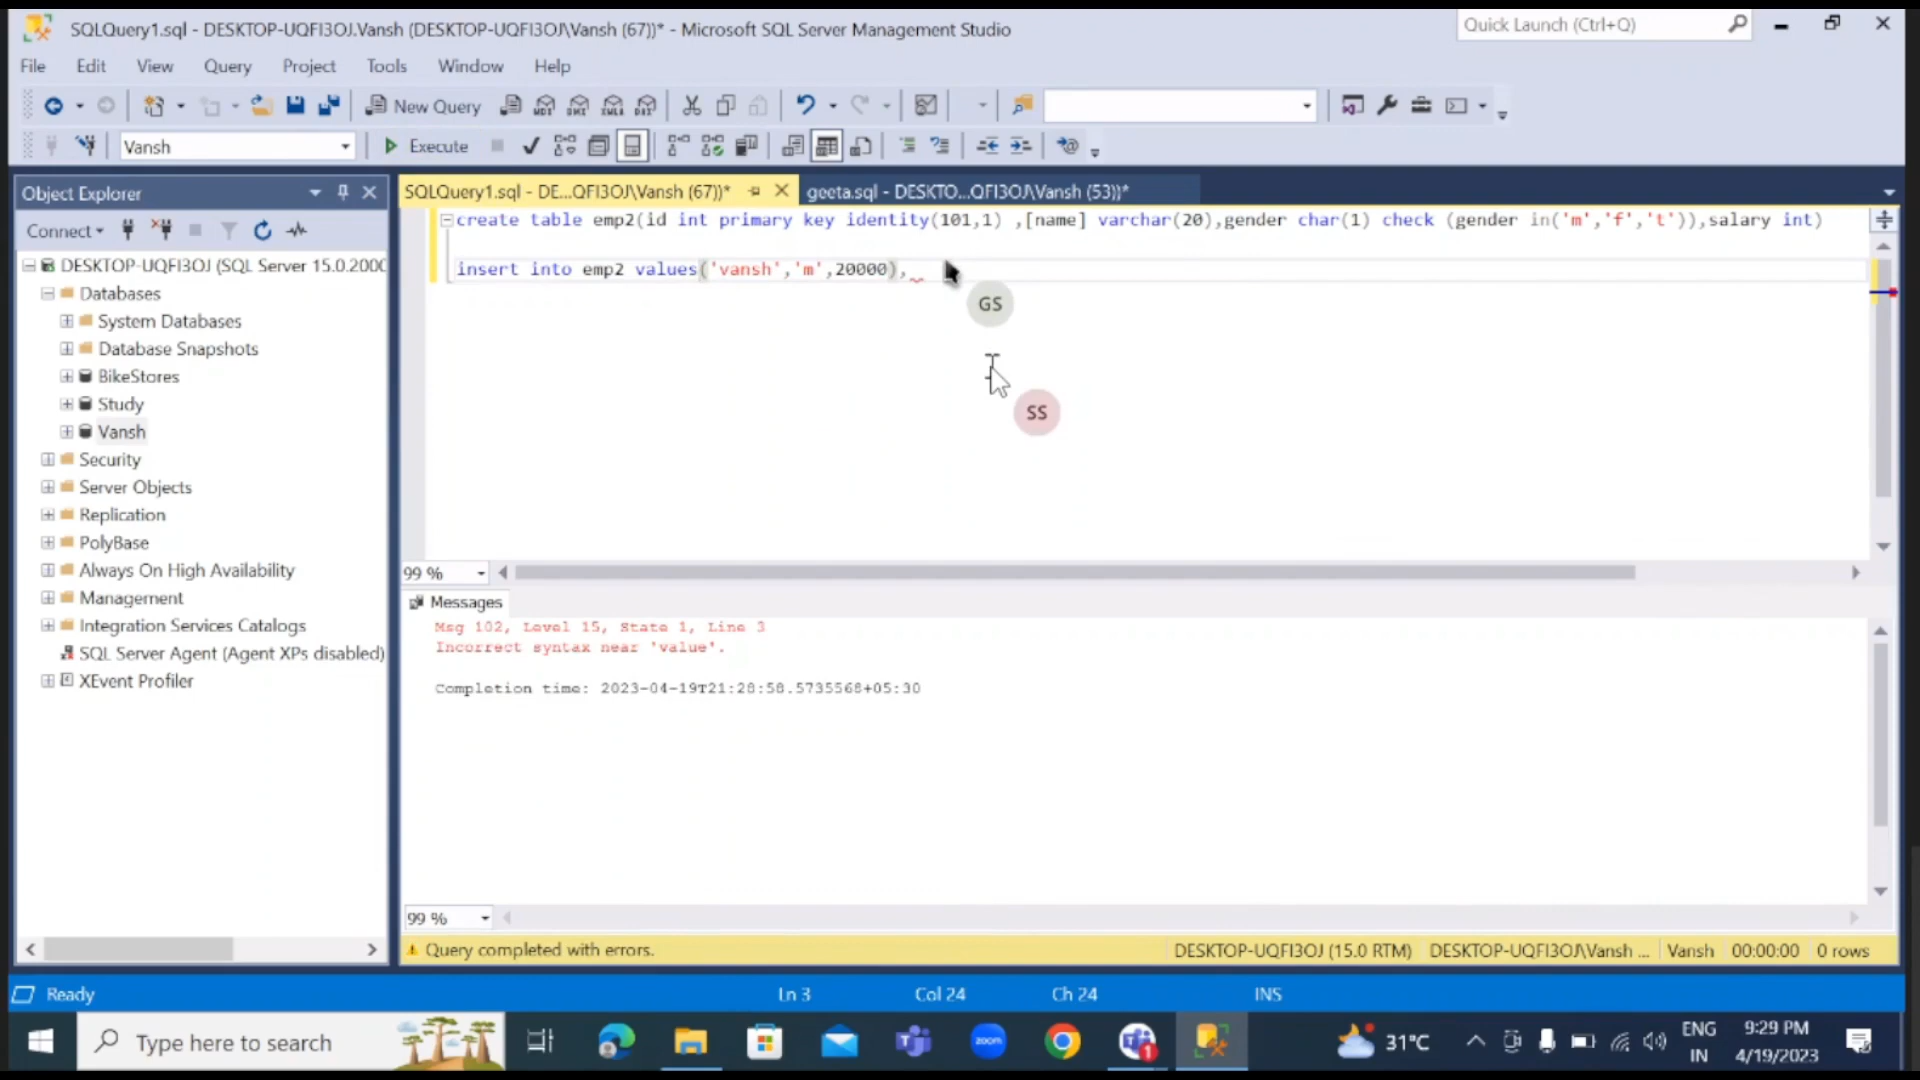 SQLQuery1.sql - DESKTOP-UQFI3OJ.Vansh (DESKTOP-UQFI3OJ\Vansh (67))* - Microsoft SQL Server Management Studio
Quick Launch (Ctrl+Q)
File Edit View Query Project Tools Window Help
New Query
Vansh
Execute
Object Explorer
SQLQuery1.sql - DE...QFI3OJ\Vansh (67))*
geeta.sql - DESKTO...QFI3OJ\Vansh (53))*
Connect
DESKTOP-UQFI3OJ (SQL Server 15.0.2000
Databases
System Databases
Database Snapshots
BikeStores
Study
Vansh
Security
Server Objects
Replication
PolyBase
Always On High Availability
Management
Integration Services Catalogs
SQL Server Agent (Agent XPs disabled)
XEvent Profiler
create table emp2(id int primary key identity(101,1) ,[name] varchar(20),gender char(1) check (gender in('m','f','t')),salary int)
insert into emp2 values('vansh','m',20000),
GS
SS
99 %
Messages
Msg 102, Level 15, State 1, Line 3
Incorrect syntax near 'value'.
Completion time: 2023-04-19T21:28:58.5735568+05:30
99 %
Query completed with errors.
DESKTOP-UQFI3OJ (15.0 RTM)
DESKTOP-UQFI3OJ\Vansh ...
Vansh
00:00:00
0 rows
Ready
Ln 3
Col 24
Ch 24
INS
Type here to search
zoom
1
31°C
ENG
IN
9:29 PM
4/19/2023